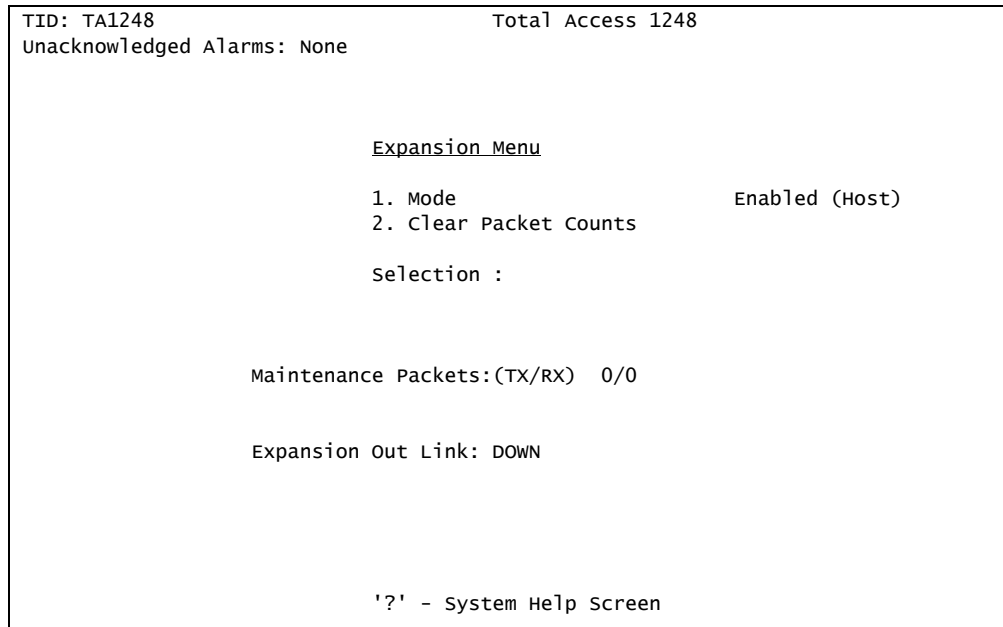 TID: TA1248 Total Access 1248
Unacknowledged Alarms: None
Expansion Menu
1. Mode Enabled (Host)
2. Clear Packet Counts
Selection :
Maintenance Packets:(TX/RX) 0/0
Expansion Out Link: DOWN
'?' - System Help Screen